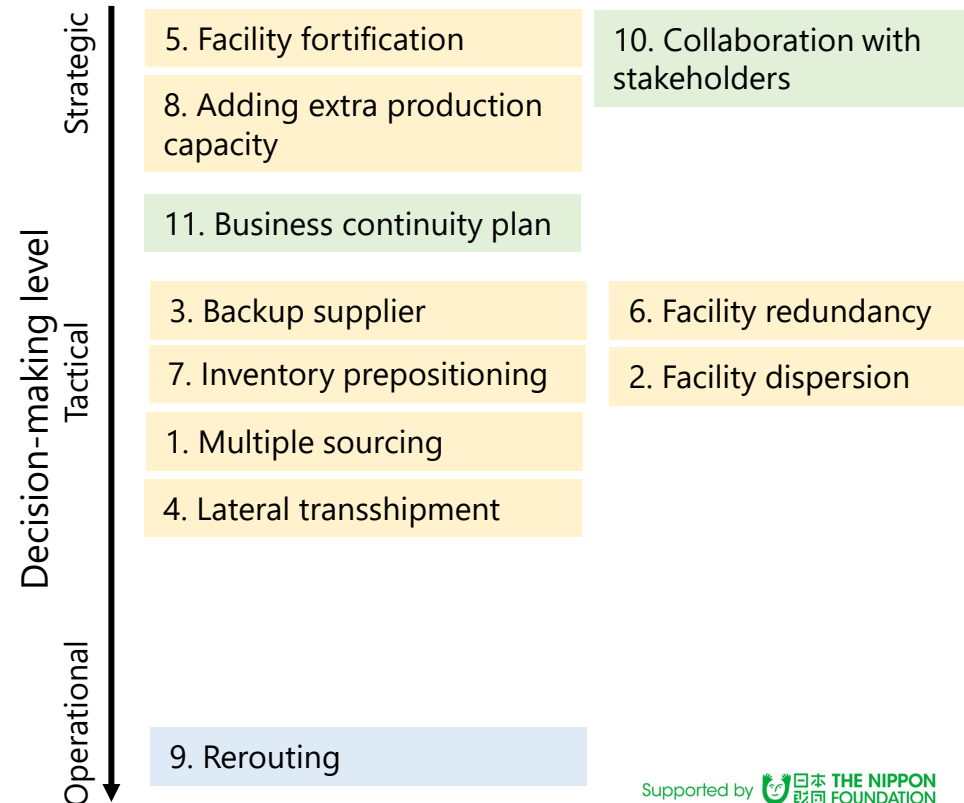 Decision-making level
Strategic
Tactical
Operational
5. Facility fortification
10. Collaboration with
stakeholders
8. Adding extra production
capacity
11. Business continuity plan
3. Backup supplier
6. Facility redundancy
7. Inventory prepositioning
2. Facility dispersion
1. Multiple sourcing
4. Lateral transshipment
9. Rerouting
Supported by 日本 THE NIPPON
財団 FOUNDATION